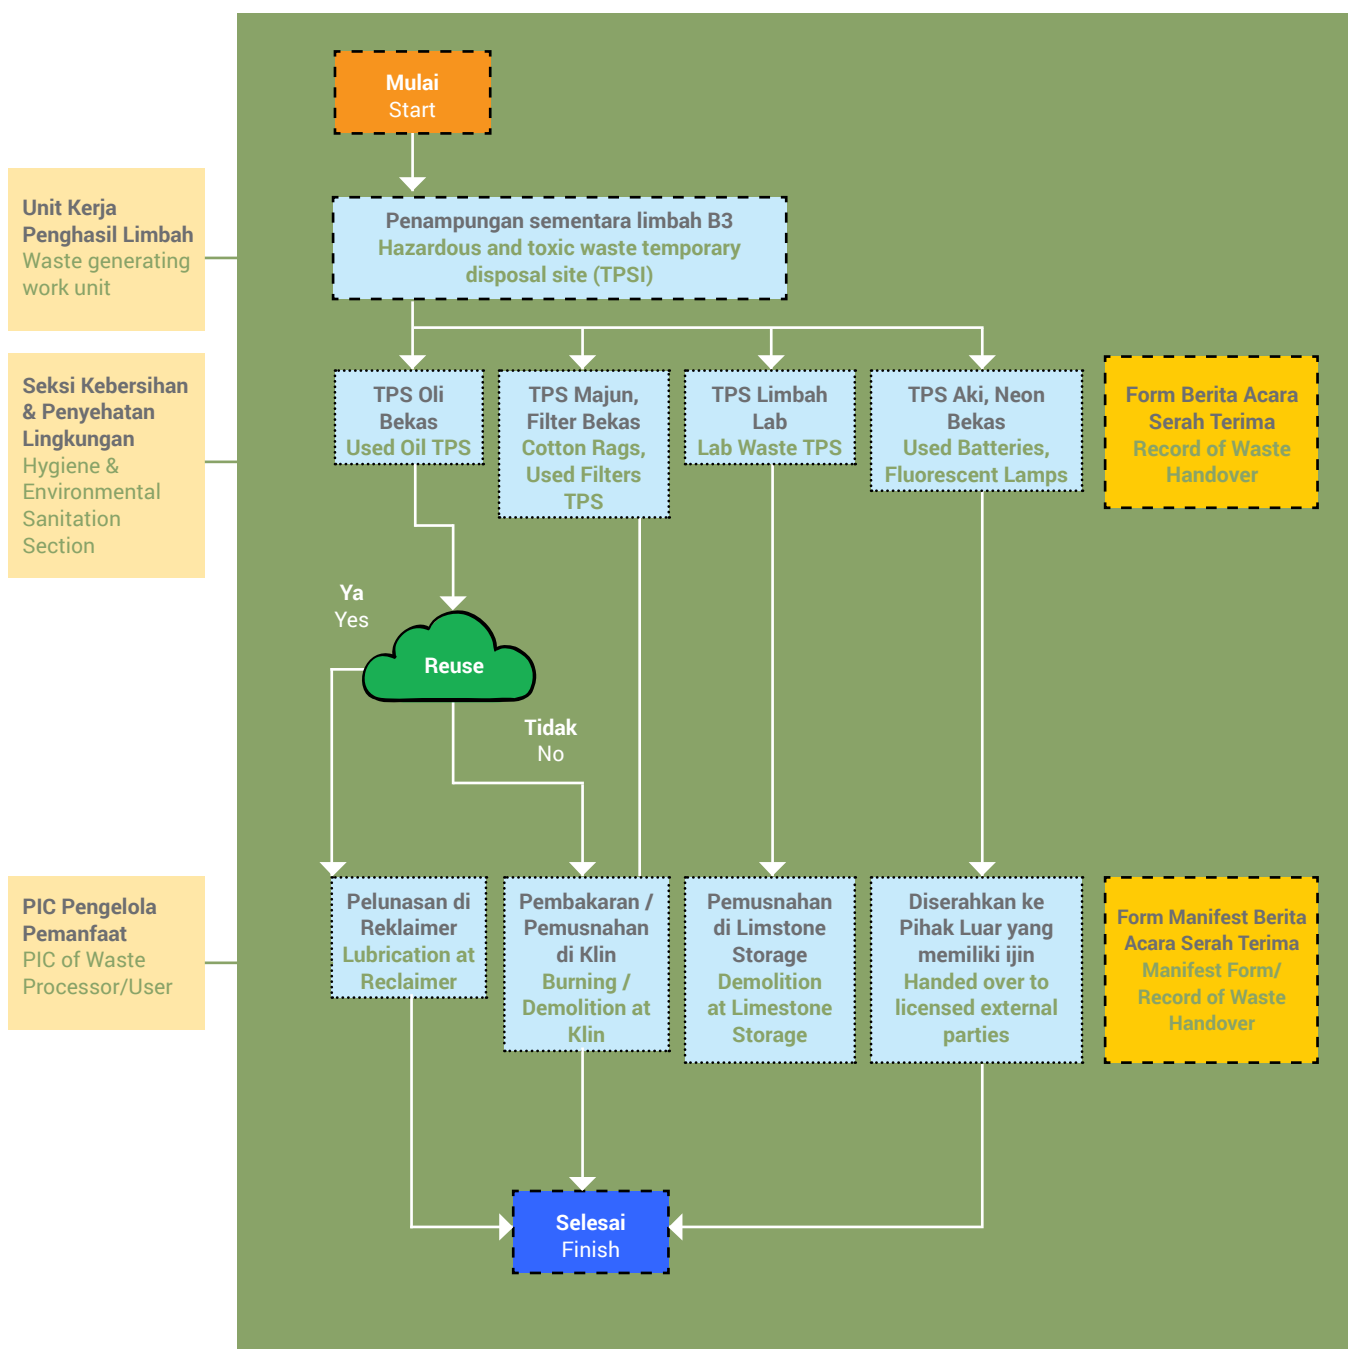 Mulai
Start
Unit Kerja
Penghasil Limbah
Waste generating
work unit
Penampungan sementara limbah B3
Hazardous and toxic waste temporary
disposal site (TPSI)
Seksi Kebersihan
& Penyehatan
Lingkungan
Hygiene &
Environmental
Sanitation
Section
TPS Oli
Bekas
Used Oil TPS
TPS Majun,
Filter Bekas
Cotton Rags,
Used Filters
TPS
TPS Limbah
Lab
Lab Waste TPS
TPS Aki, Neon
Bekas
Used Batteries,
Fluorescent Lamps
Form Berita Acara
Serah Terima
Record of Waste
Handover
Ya
Yes
Reuse
Tidak
No
PIC Pengelola
Pemanfaat
PIC of Waste
Processor/User
Pelunasan di
Reklaimer
Lubrication at
Reclaimer
Pembakaran /
Pemusnahan
di Klin
Burning /
Demolition at
Klin
Pemusnahan
di Limstone
Storage
Demolition
at Limestone
Storage
Diserahkan ke
Pihak Luar yang
memiliki ijin
Handed over to
licensed external
parties
Form Manifest Berita
Acara Serah Terima
Manifest Form/
Record of Waste
Handover
Selesai
Finish